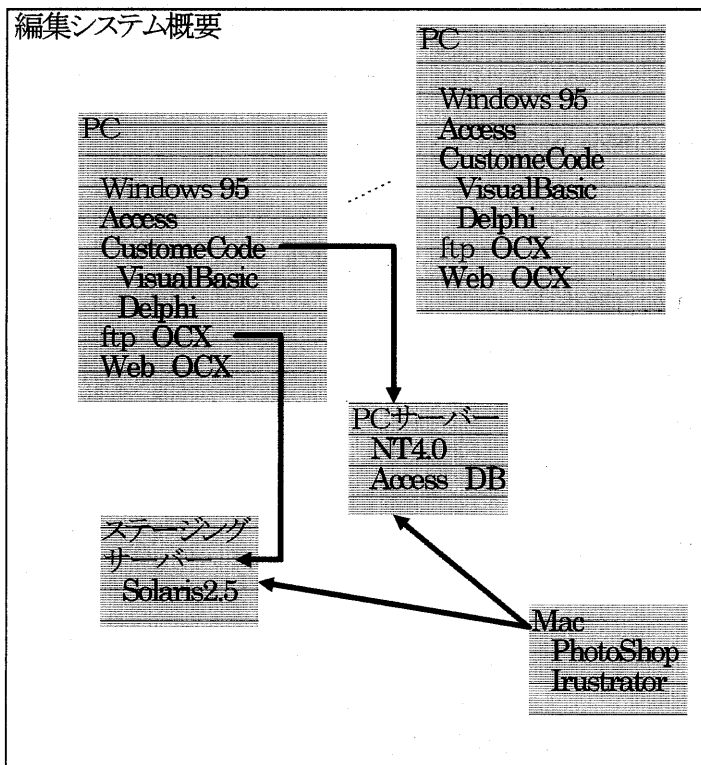 編集システム概要
PC
Windows 95
Access
CustomeCode
VisualBasic
Delphi
ftp OCX
Web OCX
PC
Windows 95
Access
CustomeCode
VisualBasic
Delphi
ftp OCX
Web OCX
PCサーバー
NT4.0
Access DB
ステージング
サーバー
Solaris2.5
Mac
PhotoShop
Irustrator